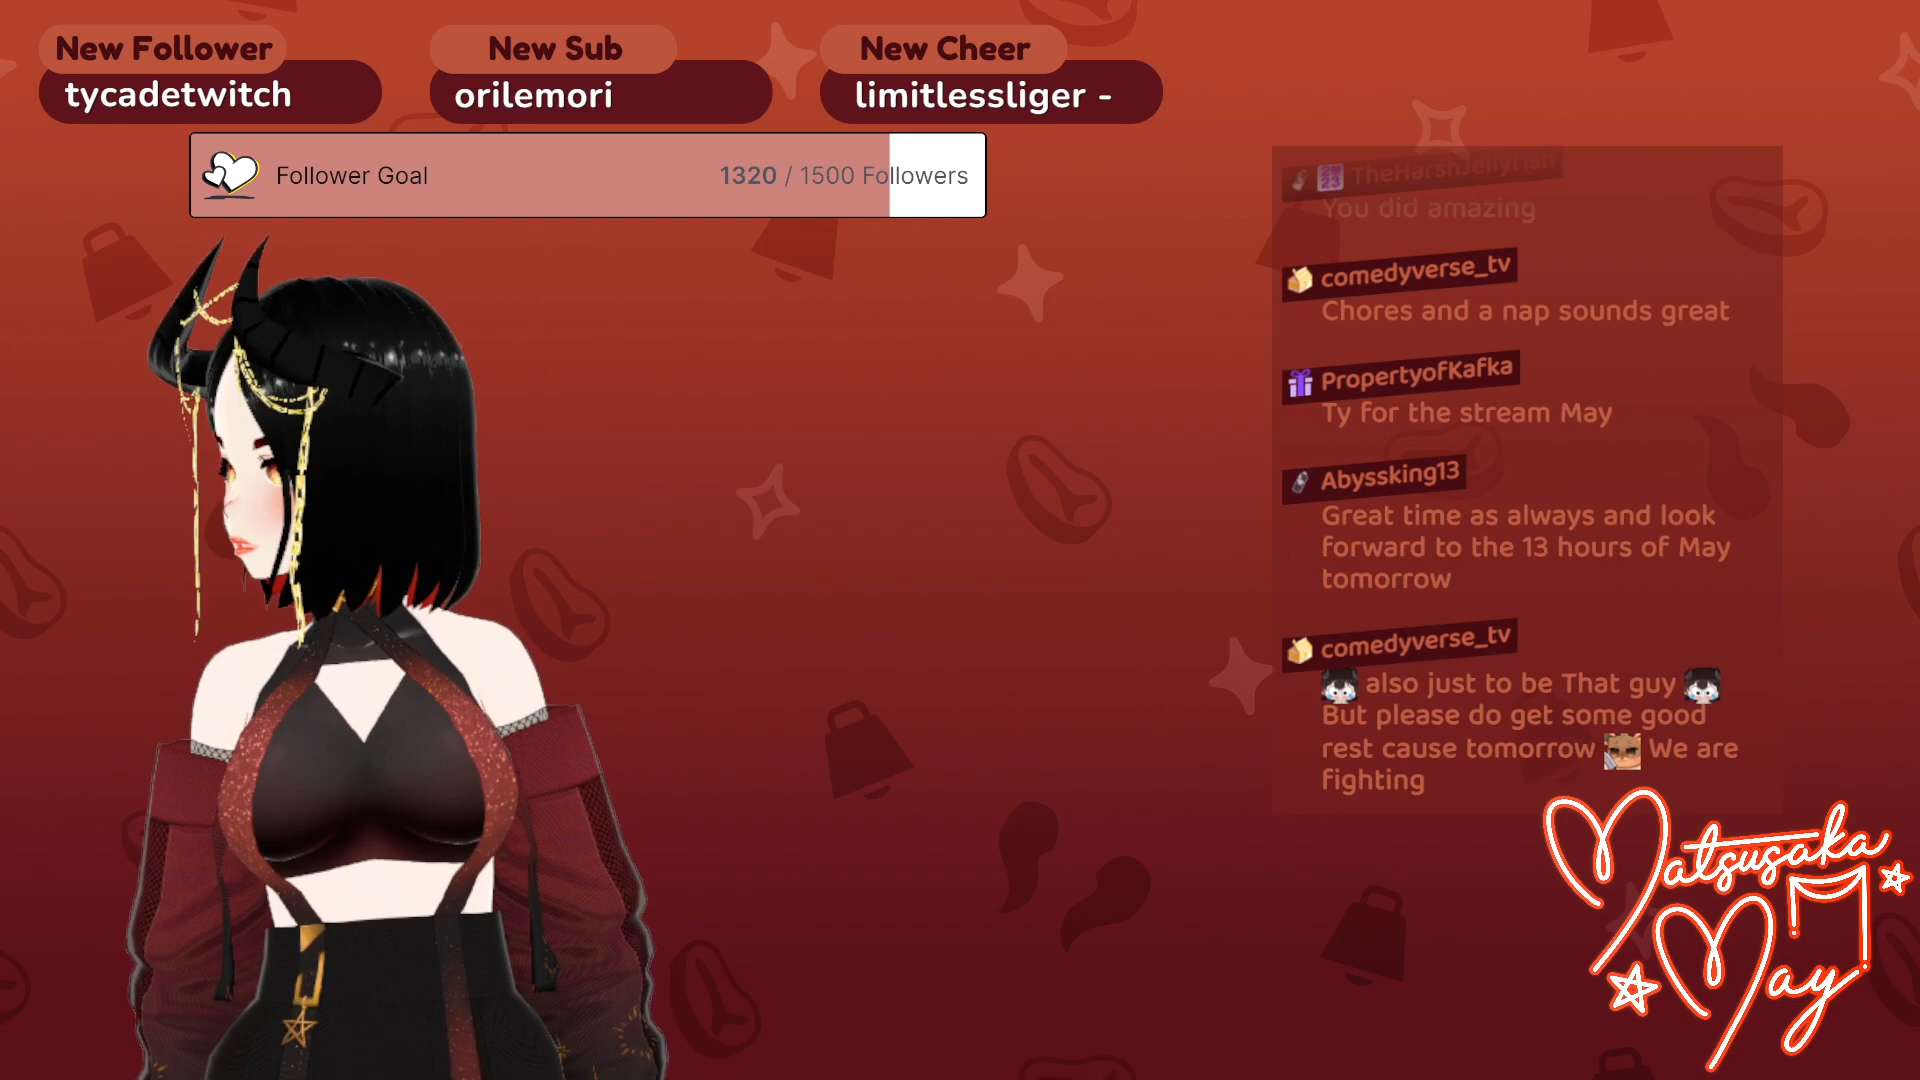 New Follower
tycadetwitch
New Sub
orilemori
New Cheer
limitlessliger -
Follower Goal
1320 / 1500 Followers
TheHarshJellyfish
You did amazing
comedyverse_tv
Chores and a nap sounds great
PropertyofKafka
Ty for the stream May
Abyssking13
Great time as always and look
forward to the 13 hours of May
tomorrow
comedyverse_tv
also just to be That guy
But please do get some good
rest cause tomorrow We are
fighting
Matsusaka
May